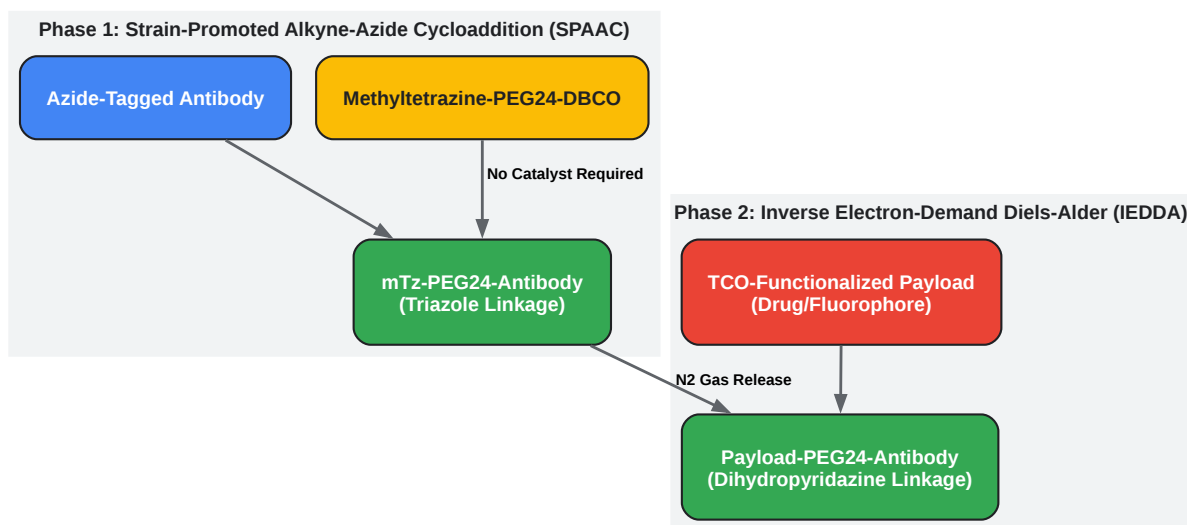 Phase 1: Strain-Promoted Alkyne-Azide Cycloaddition (SPAAC)
Azide-Tagged Antibody
Methyltetrazine-PEG24-DBCO
No Catalyst Required
mTz-PEG24-Antibody
(Triazole Linkage)
Phase 2: Inverse Electron-Demand Diels-Alder (IEDDA)
TCO-Functionalized Payload
(Drug/Fluorophore)
N2 Gas Release
Payload-PEG24-Antibody
(Dihydropyridazine Linkage)